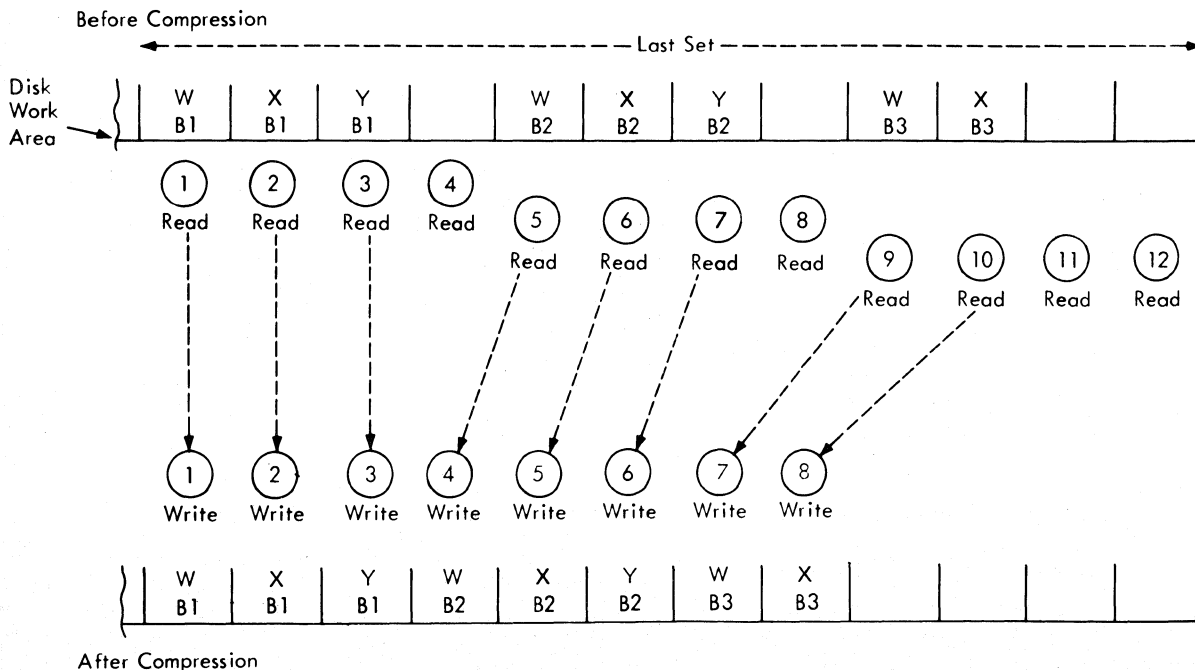 Before Compression
Last Set
Disk
Work
Area
W X Y W X Y W X
B1 B1 B1 B2 B2 B2 B3 B3
1 2 3 4
Read Read Read Read
5 6 7 8
Read Read Read Read
9 10 11 12
Read Read Read Read
1 2 3 4 5 6 7 8
Write Write Write Write Write Write Write Write
W X Y W X Y W X
B1 B1 B1 B2 B2 B2 B3 B3
After Compression